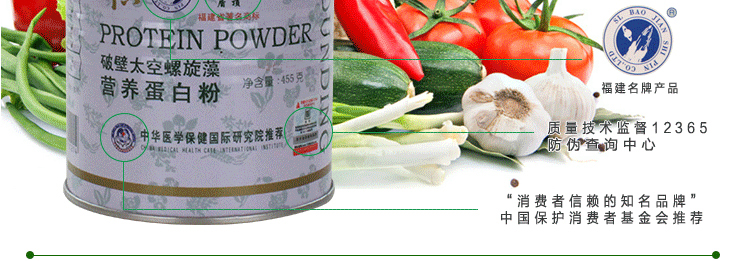 盾牌
福建省著名商标
PROTEIN POWDER
破壁太空螺旋藻
净含量：455克
营养蛋白粉
中华医学保健国际研究院推荐
CHINA MEDICAL HEALTH CARE INTERNATIONAL INSTITUTE
SL BAO JIAN SHI PIN CO.LTD
®
福建名牌产品
质量技术监督12365
防伪查询中心
“消费者信赖的知名品牌”
中国保护消费者基金会推荐